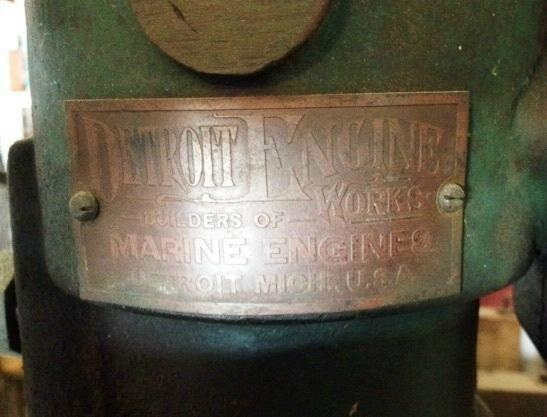 DETROIT ENGINE
WORKS
BUILDERS OF
MARINE ENGINES
DETROIT. MICH. U.S.A.